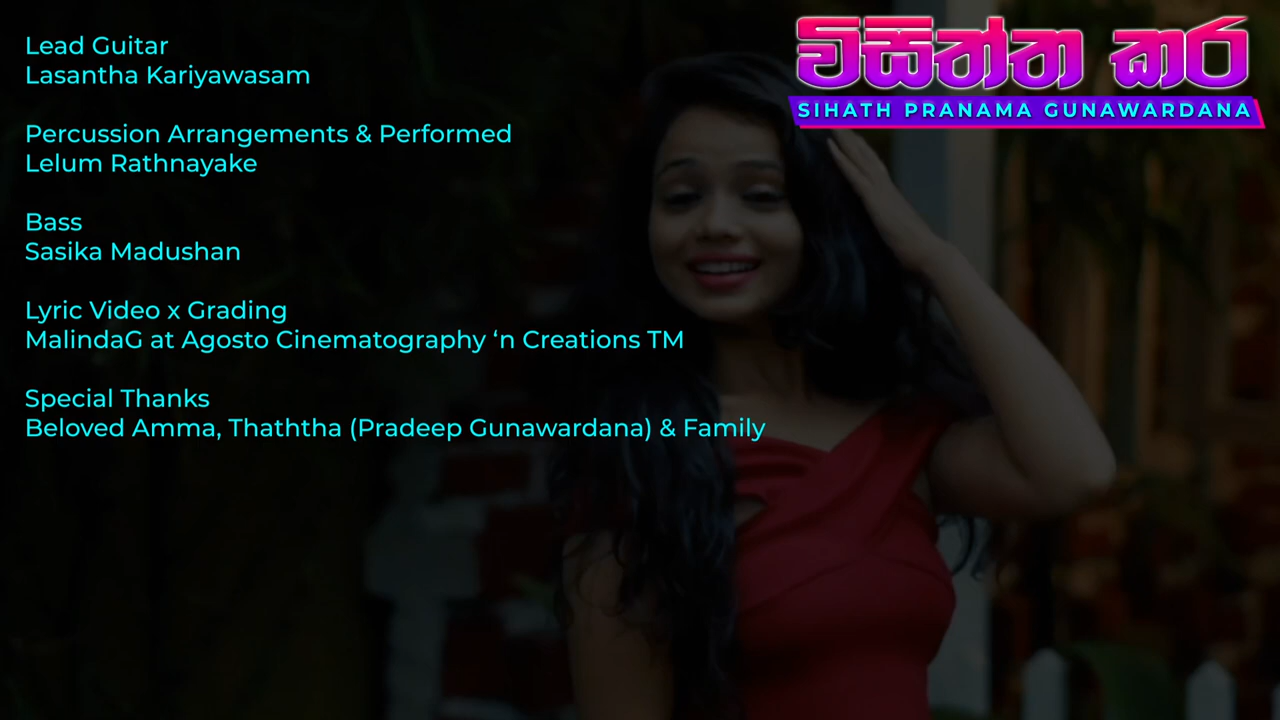 Lead Guitar
Lasantha Kariyawasam
Percussion Arrangements & Performed
Lelum Rathnayake
Bass
Sasika Madushan
Lyric Video x Grading
MalindaG at Agosto Cinematography ‘n Creations TM
Special Thanks
Beloved Amma, Thaththa (Pradeep Gunawardana) & Family
විසිත්ත කර
SIHATH PRANAMA GUNAWARDANA